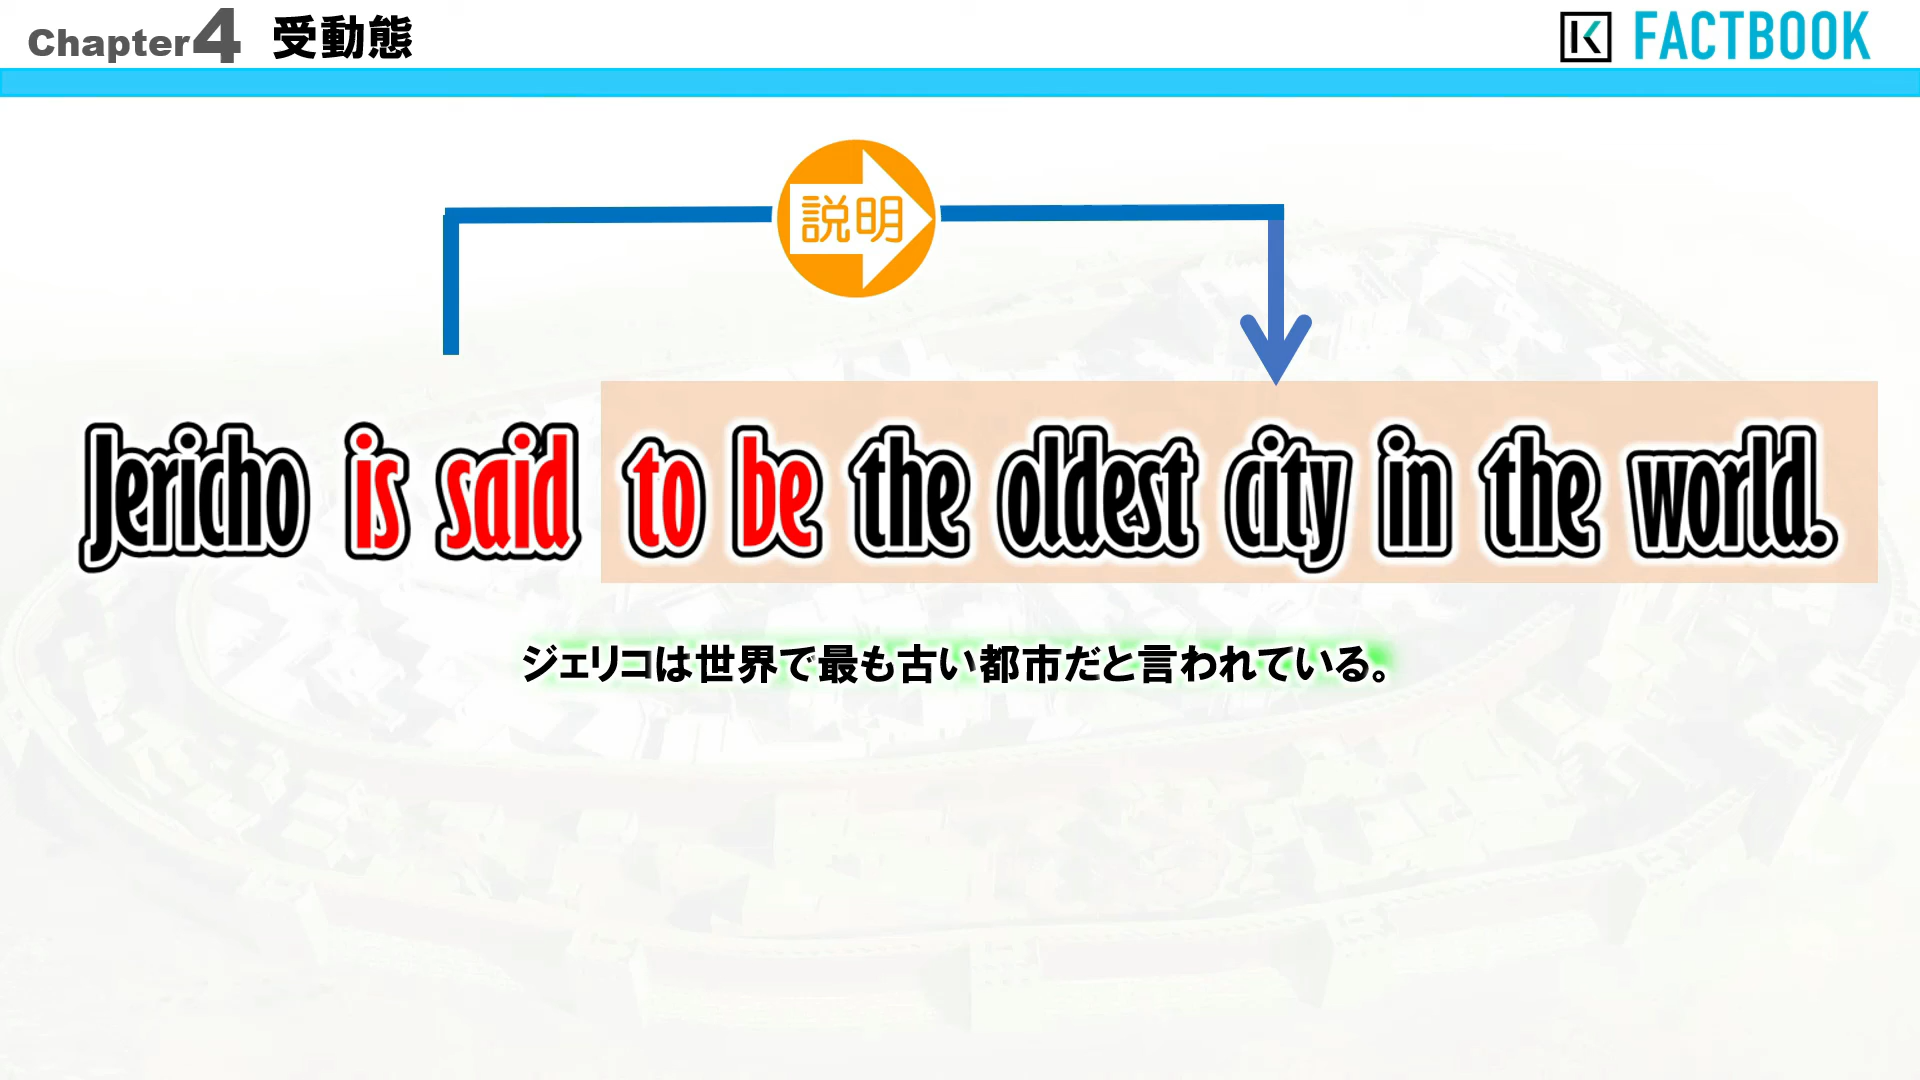 Chapter4 受動態
K FACTBOOK
説明
Jericho is said to be the oldest city in the world.
ジェリコは世界で最も古い都市だと言われている。